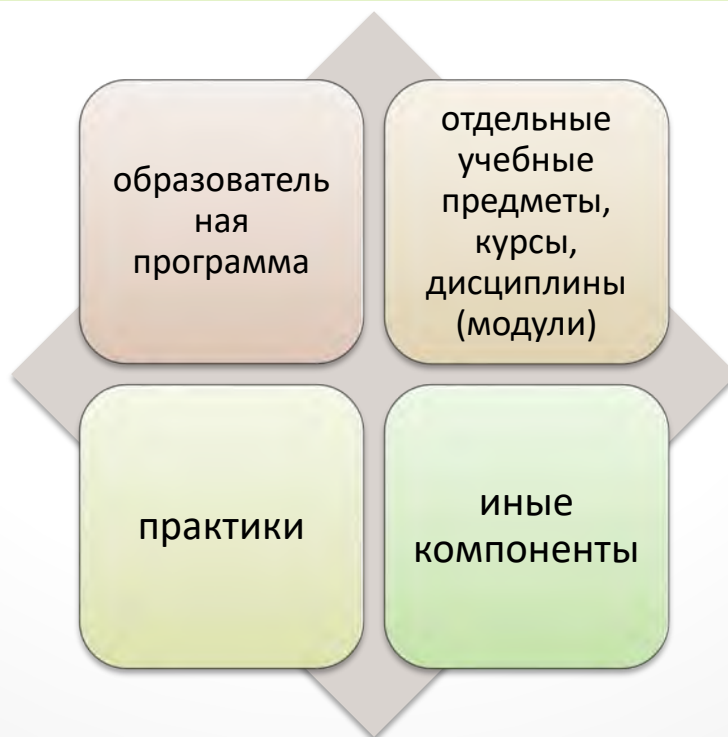 образователь
ная
программа
отдельные
учебные
предметы,
курсы,
дисциплины
(модули)
практики
иные
компоненты